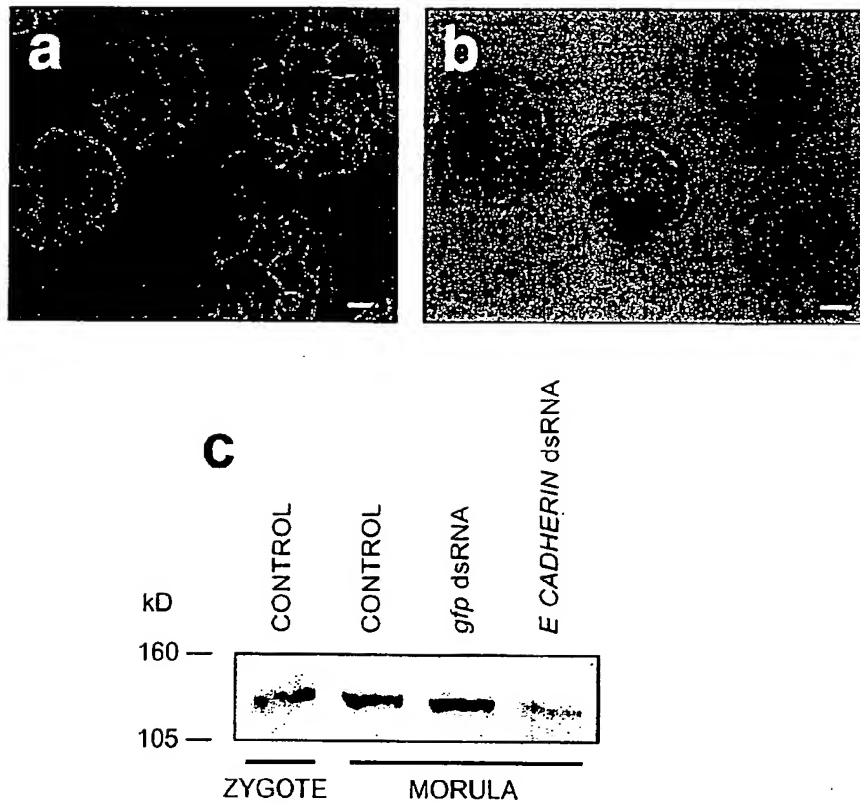 a
b
c
CONTROL
CONTROL
gfp dsRNA
E CADHERIN dsRNA
kD
160
105
ZYGOTE
MORULA